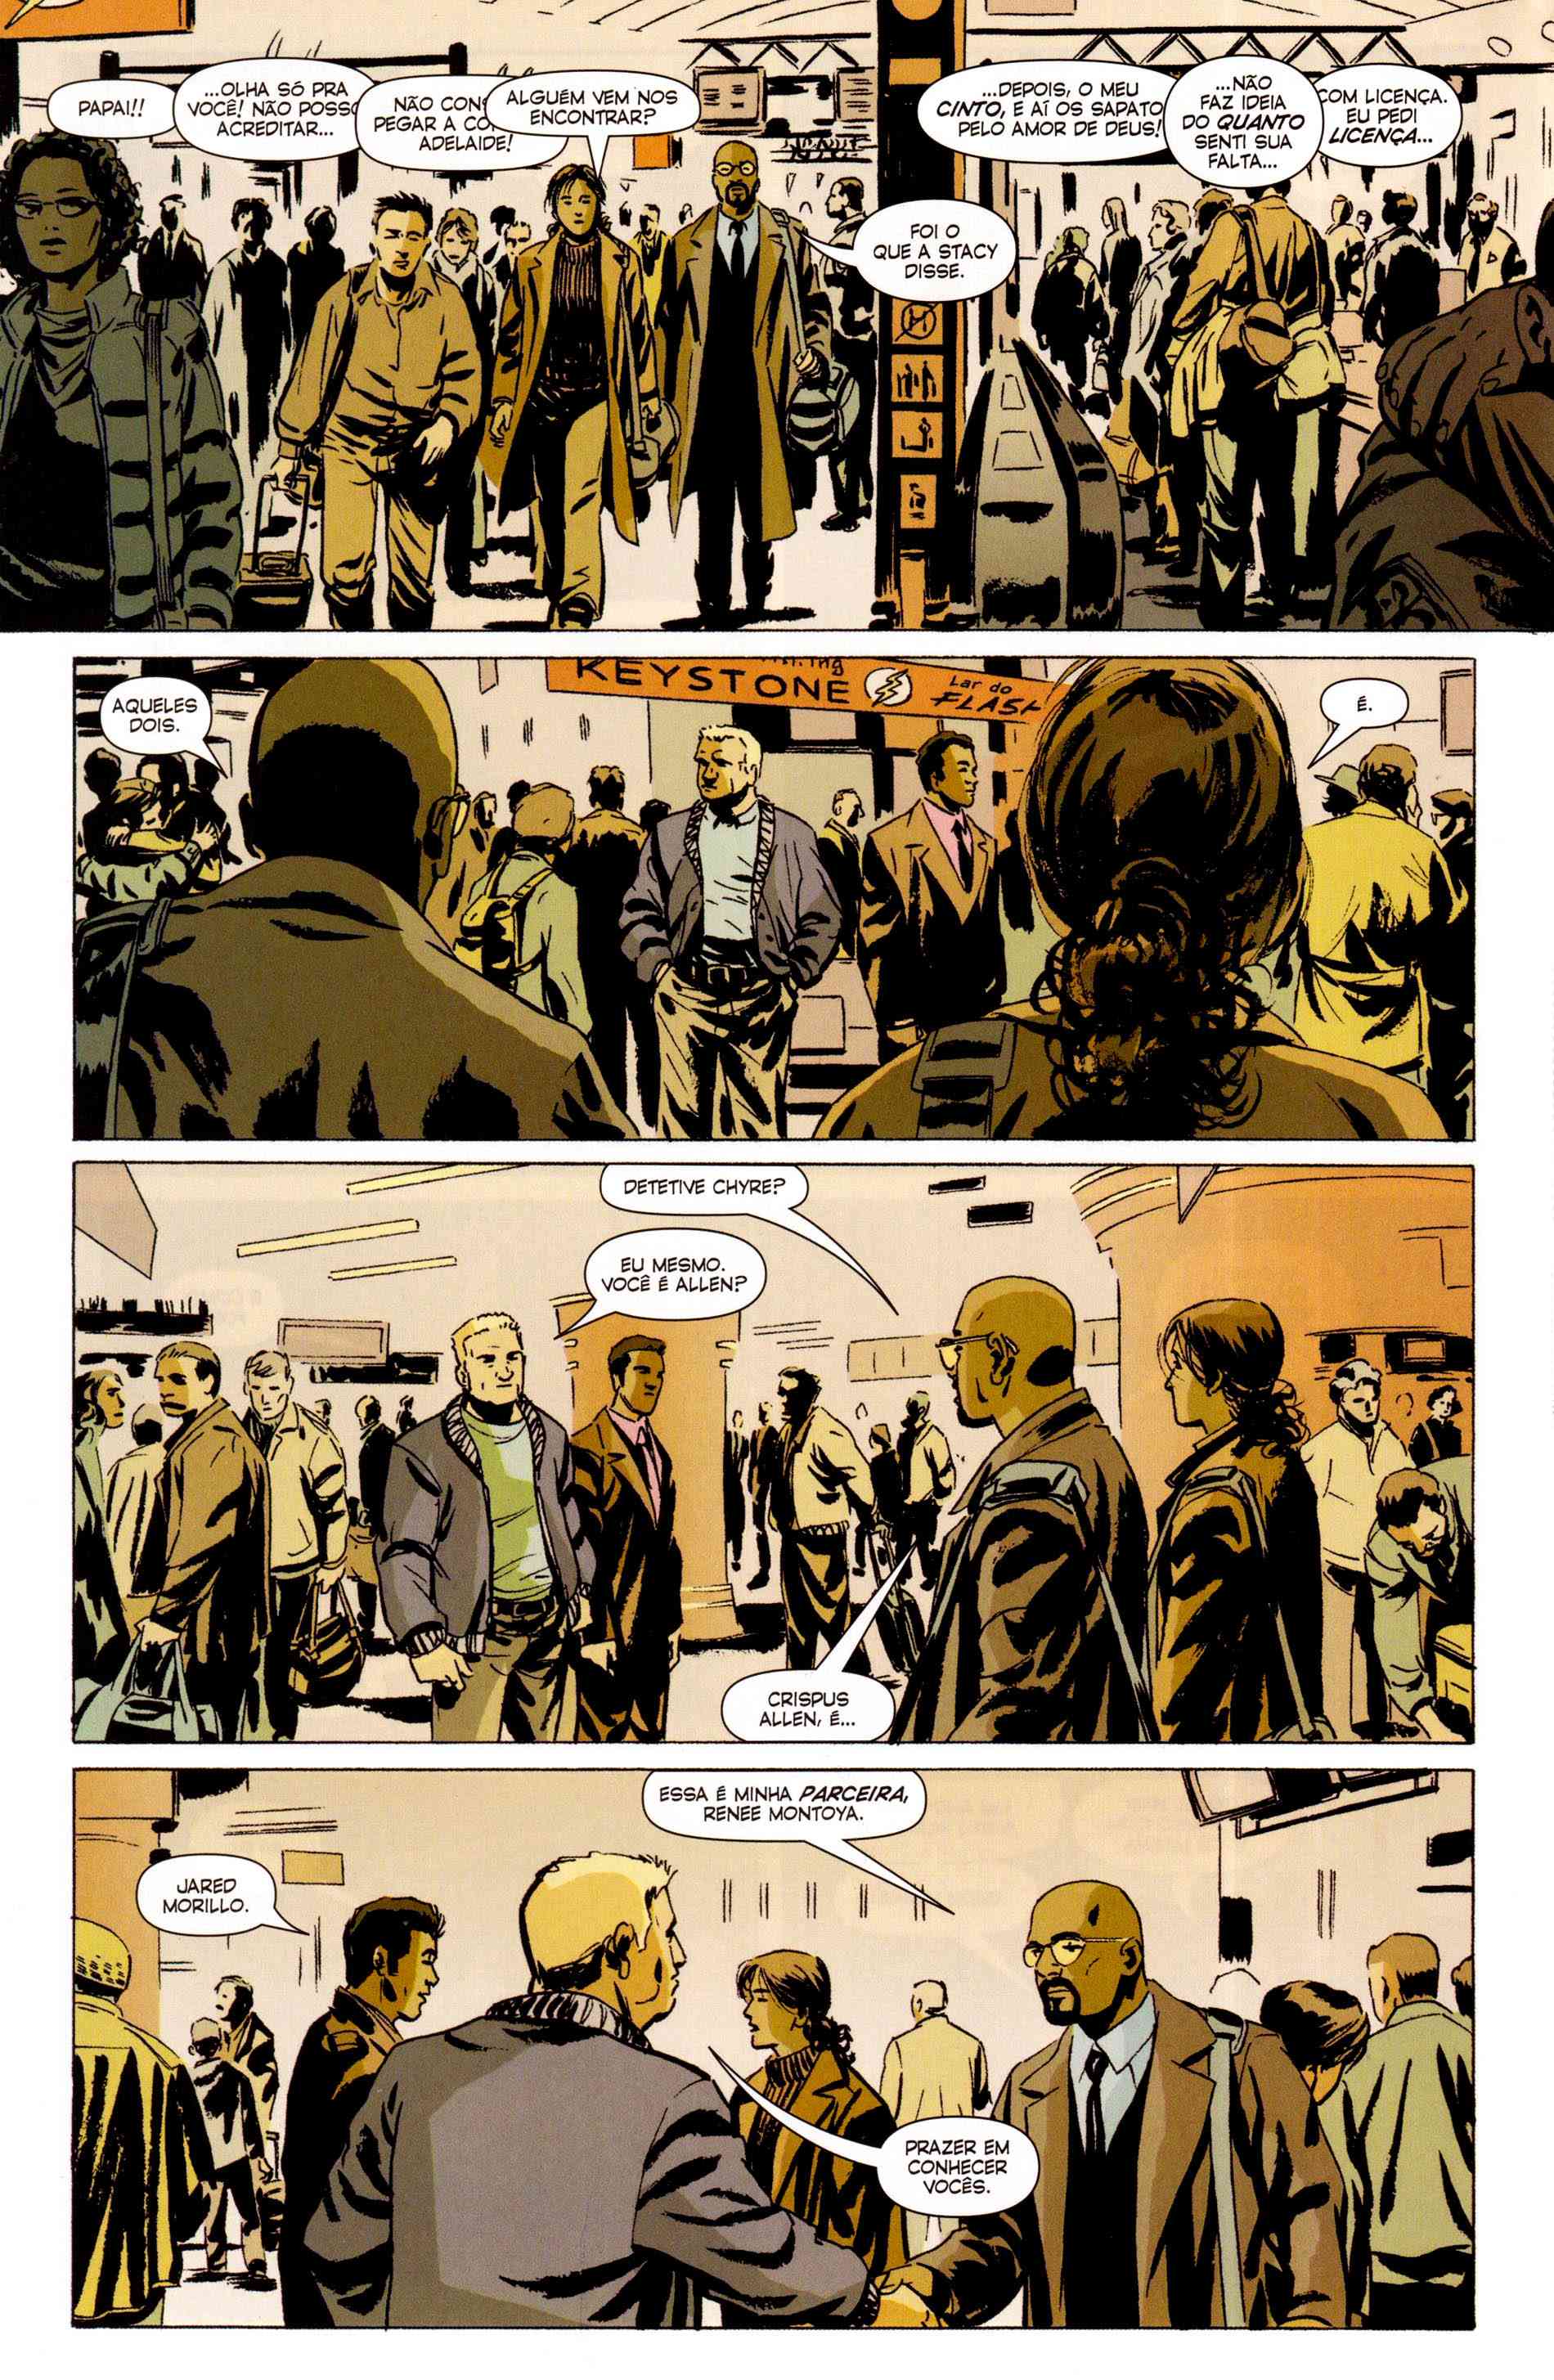 PAPAI!!
...OLHA SÓ PRA
VOCÊ! NÃO POSSO
ACREDITAR...
NÃO
PEGAR A
ADELAIDE!
ALGUÉM VEM NOS
ENCONTRAR?
FOI O
QUE A STACY
DISSE.
...DEPOIS, O MEU
CINTO, E AÍ OS SAPATO
PELO AMOR DE DEUS!
...NÃO
FAZ IDEIA
DO QUANTO
SENTI SUA
FALTA...
COM LICENÇA.
EU PEDI
LICENÇA...
AQUELES
DOIS.
KEYSTONE
Lar do
FLASH
É.
DETETIVE CHYRE?
EU MESMO.
VOCÊ É ALLEN?
CRISPUS
ALLEN, É...
ESSA É MINHA PARCEIRA,
RENEE MONTOYA.
JARED
MORILLO.
PRAZER EM
CONHECER
VOCÊS.